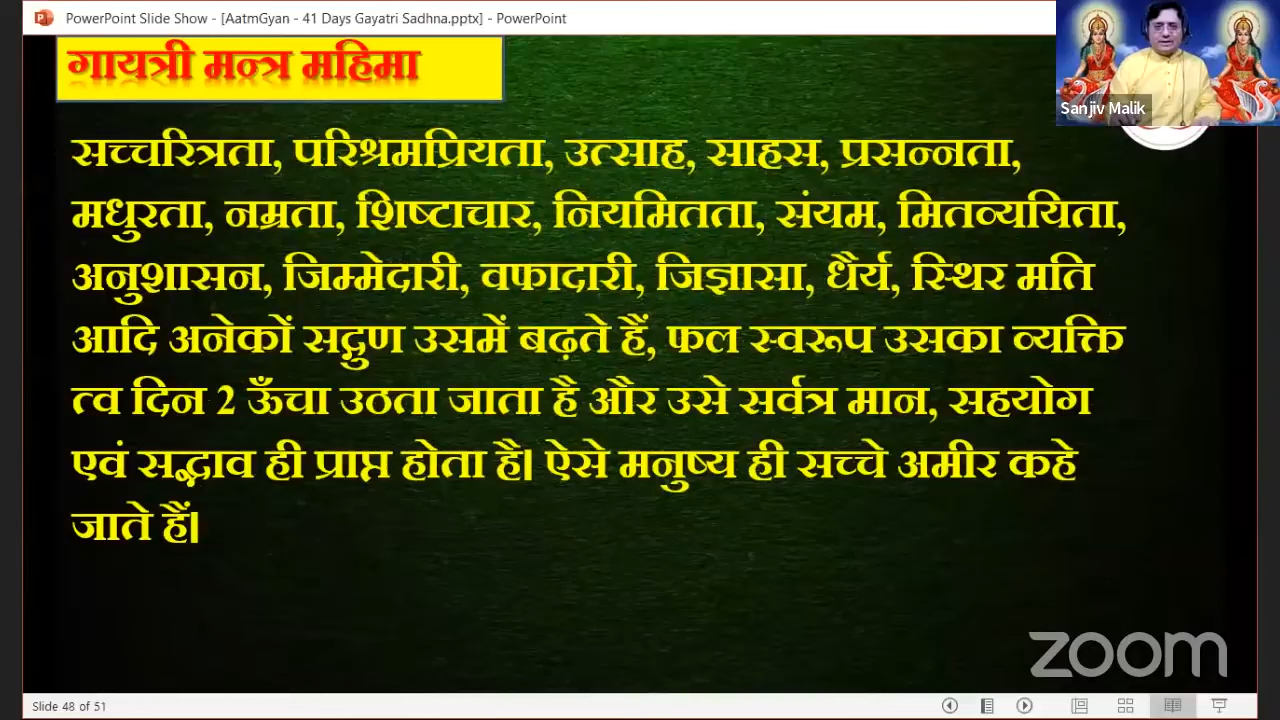 PowerPoint Slide Show - [AatmGyan - 41 Days Gayatri Sadhna.pptx] - PowerPoint
गायत्री मन्त्र महिमा
Sanjiv Malik
सच्चरित्रता, परिश्रमप्रियता, उत्साह, साहस, प्रसन्नता,
मधुरता, नम्रता, शिष्टाचार, नियमितता, संयम, मितव्ययिता,
अनुशासन, जिम्मेदारी, वफादारी, जिज्ञासा, धैर्य, स्थिर मति
आदि अनेकों सद्गुण उसमें बढ़ते हैं, फल स्वरूप उसका व्यक्ति
त्व दिन 2 ऊँचा उठता जाता है और उसे सर्वत्र मान, सहयोग
एवं सद्भाव ही प्राप्त होता है। ऐसे मनुष्य ही सच्चे अमीर कहे
जाते हैं।
zoom
Slide 48 of 51